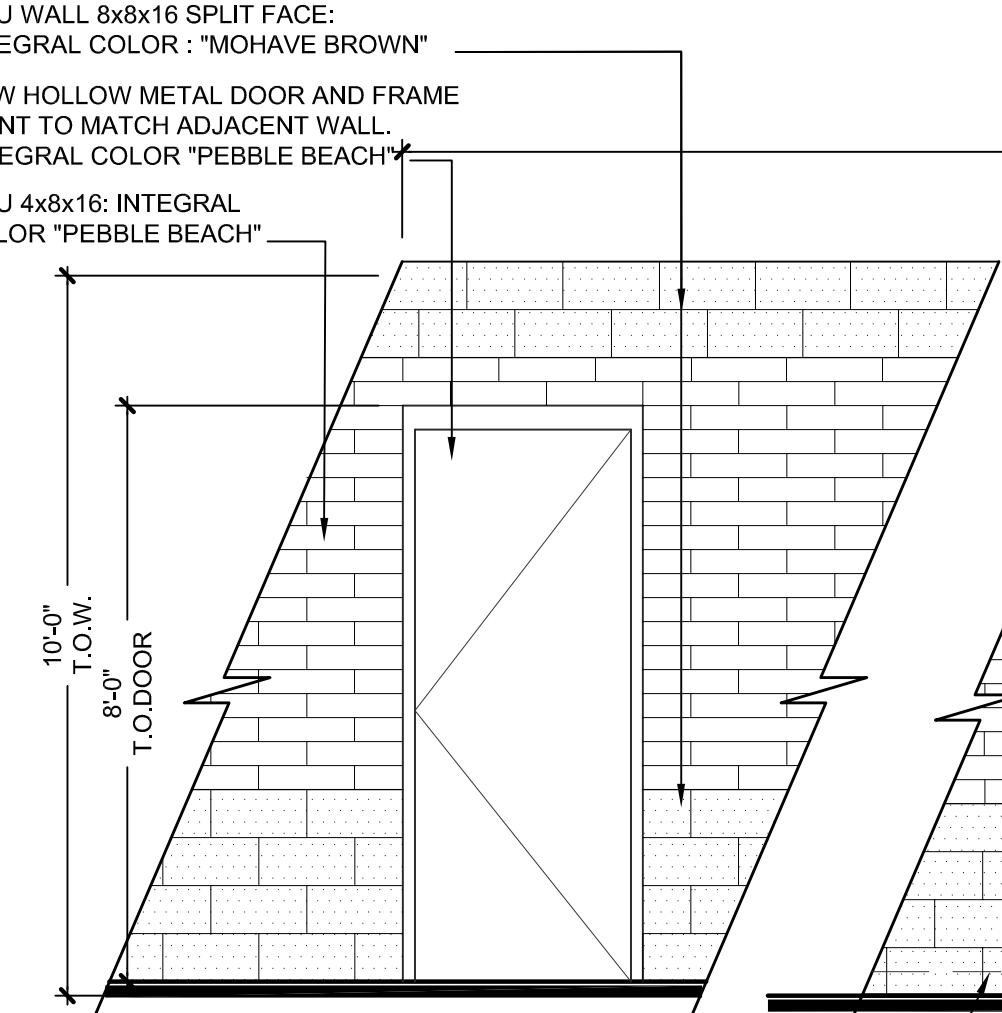 U WALL 8x8x16 SPLIT FACE:
EGRAL COLOR : "MOHAVE BROWN"
W HOLLOW METAL DOOR AND FRAME
NT TO MATCH ADJACENT WALL.
EGRAL COLOR "PEBBLE BEACH"
U 4x8x16: INTEGRAL
LOR "PEBBLE BEACH"
10'-0"
T.O.W.
8'-0"
T.O.DOOR